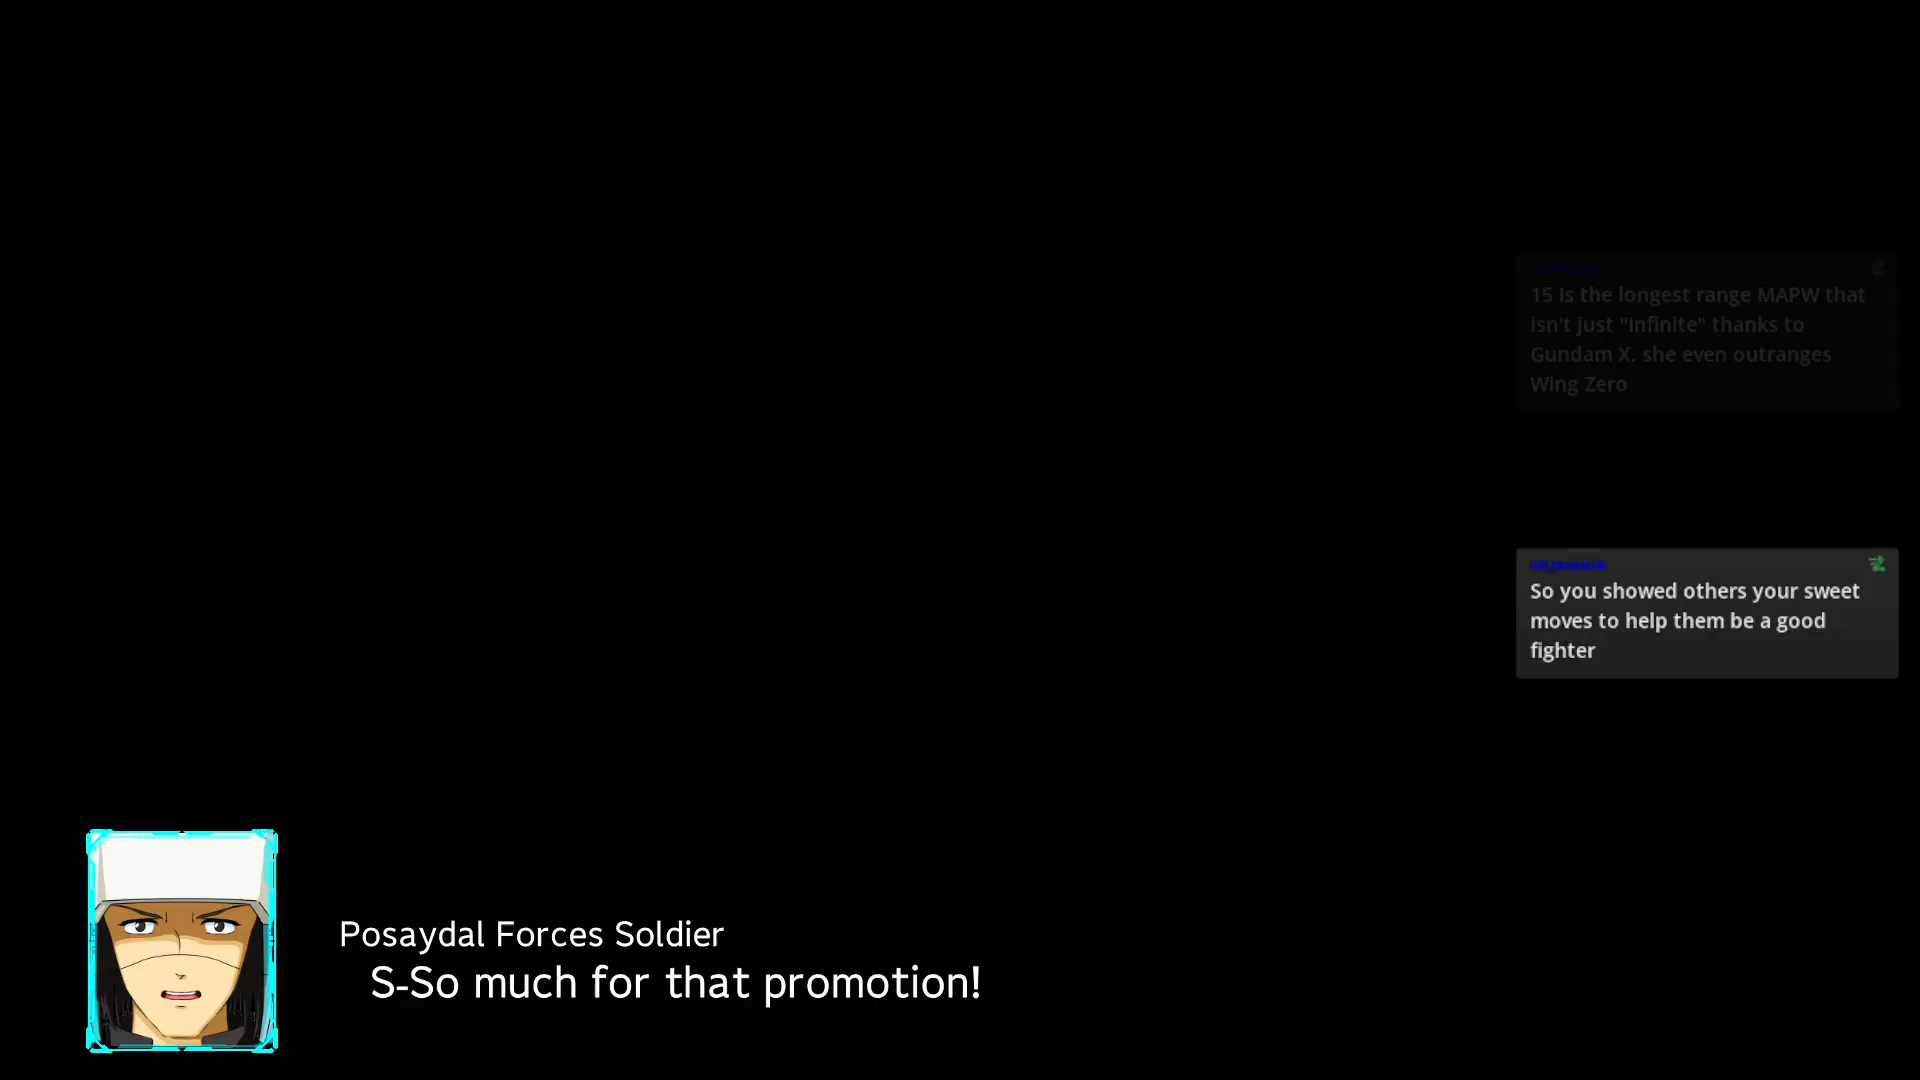 15 Is the longest range MAPW that
isn't just "Infinite" thanks to
Gundam X. she even outranges
Wing Zero
So you showed others your sweet
moves to help them be a good
fighter
Posaydal Forces Soldier
S-So much for that promotion!